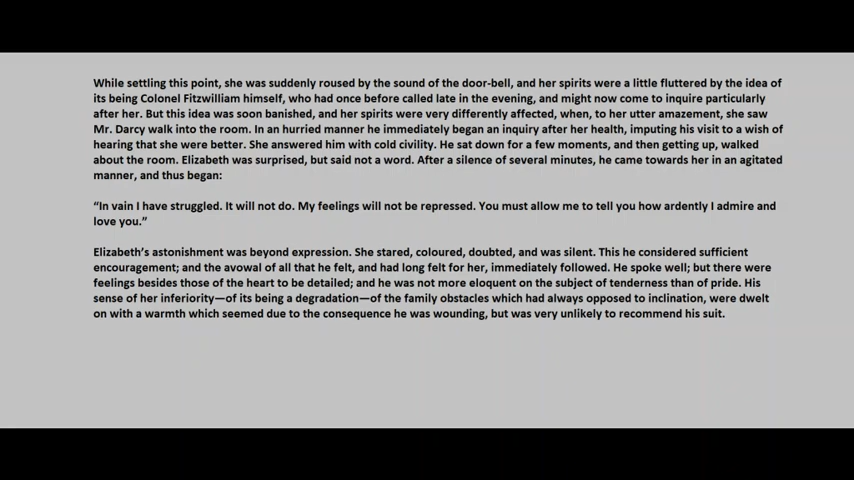 While settling this point, she was suddenly roused by the sound of the door-bell, and her spirits were a little fluttered by the idea of
its being Colonel Fitzwilliam himself, who had once before called late in the evening, and might now come to inquire particularly
after her. But this idea was soon banished, and her spirits were very differently affected, when, to her utter amazement, she saw
Mr. Darcy walk into the room. In an hurried manner he immediately began an inquiry after her health, imputing his visit to a wish of
hearing that she were better. She answered him with cold civility. He sat down for a few moments, and then getting up, walked
about the room. Elizabeth was surprised, but said not a word. After a silence of several minutes, he came towards her in an agitated
manner, and thus began:
“In vain I have struggled. It will not do. My feelings will not be repressed. You must allow me to tell you how ardently I admire and
love you.”
Elizabeth’s astonishment was beyond expression. She stared, coloured, doubted, and was silent. This he considered sufficient
encouragement; and the avowal of all that he felt, and had long felt for her, immediately followed. He spoke well; but there were
feelings besides those of the heart to be detailed; and he was not more eloquent on the subject of tenderness than of pride. His
sense of her inferiority—of its being a degradation—of the family obstacles which had always opposed to inclination, were dwelt
on with a warmth which seemed due to the consequence he was wounding, but was very unlikely to recommend his suit.